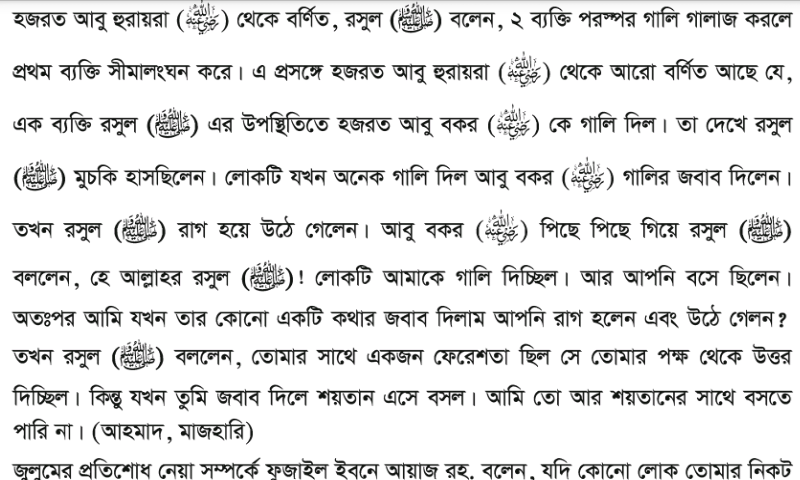 হজরত আবু হুরায়রা (رضي الله عنه) থেকে বর্ণিত, রসুল (ﷺ) বলেন, ২ ব্যক্তি পরস্পর গালি গালাজ করলে
প্রথম ব্যক্তি সীমালংঘন করে। এ প্রসঙ্গে হজরত আবু হুরায়রা (رضي الله عنه) থেকে আরো বর্ণিত আছে যে,
এক ব্যক্তি রসুল (ﷺ) এর উপস্থিতিতে হজরত আবু বকর (رضي الله عنه) কে গালি দিল। তা দেখে রসুল
(ﷺ) মুচকি হাসছিলেন। লোকটি যখন অনেক গালি দিল আবু বকর (رضي الله عنه) গালির জবাব দিলেন।
তখন রসুল (ﷺ) রাগ হয়ে উঠে গেলেন। আবু বকর (رضي الله عنه) পিছে পিছে গিয়ে রসুল (ﷺ)
বললেন, হে আল্লাহর রসুল (ﷺ)! লোকটি আমাকে গালি দিচ্ছিল। আর আপনি বসে ছিলেন।
অতঃপর আমি যখন তার কোনো একটি কথার জবাব দিলাম আপনি রাগ হলেন এবং উঠে গেলন?
তখন রসুল (ﷺ) বললেন, তোমার সাথে একজন ফেরেশতা ছিল সে তোমার পক্ষ থেকে উত্তর
দিচ্ছিল। কিন্তু যখন তুমি জবাব দিলে শয়তান এসে বসল। আমি তো আর শয়তানের সাথে বসতে
পারি না। (আহমাদ, মাজহারি)
জুলুমের প্রতিশোধ নেয়া সম্পর্কে ফুজাইল ইবনে আয়াজ রহ. বলেন, যদি কোনো লোক তোমার নিকট